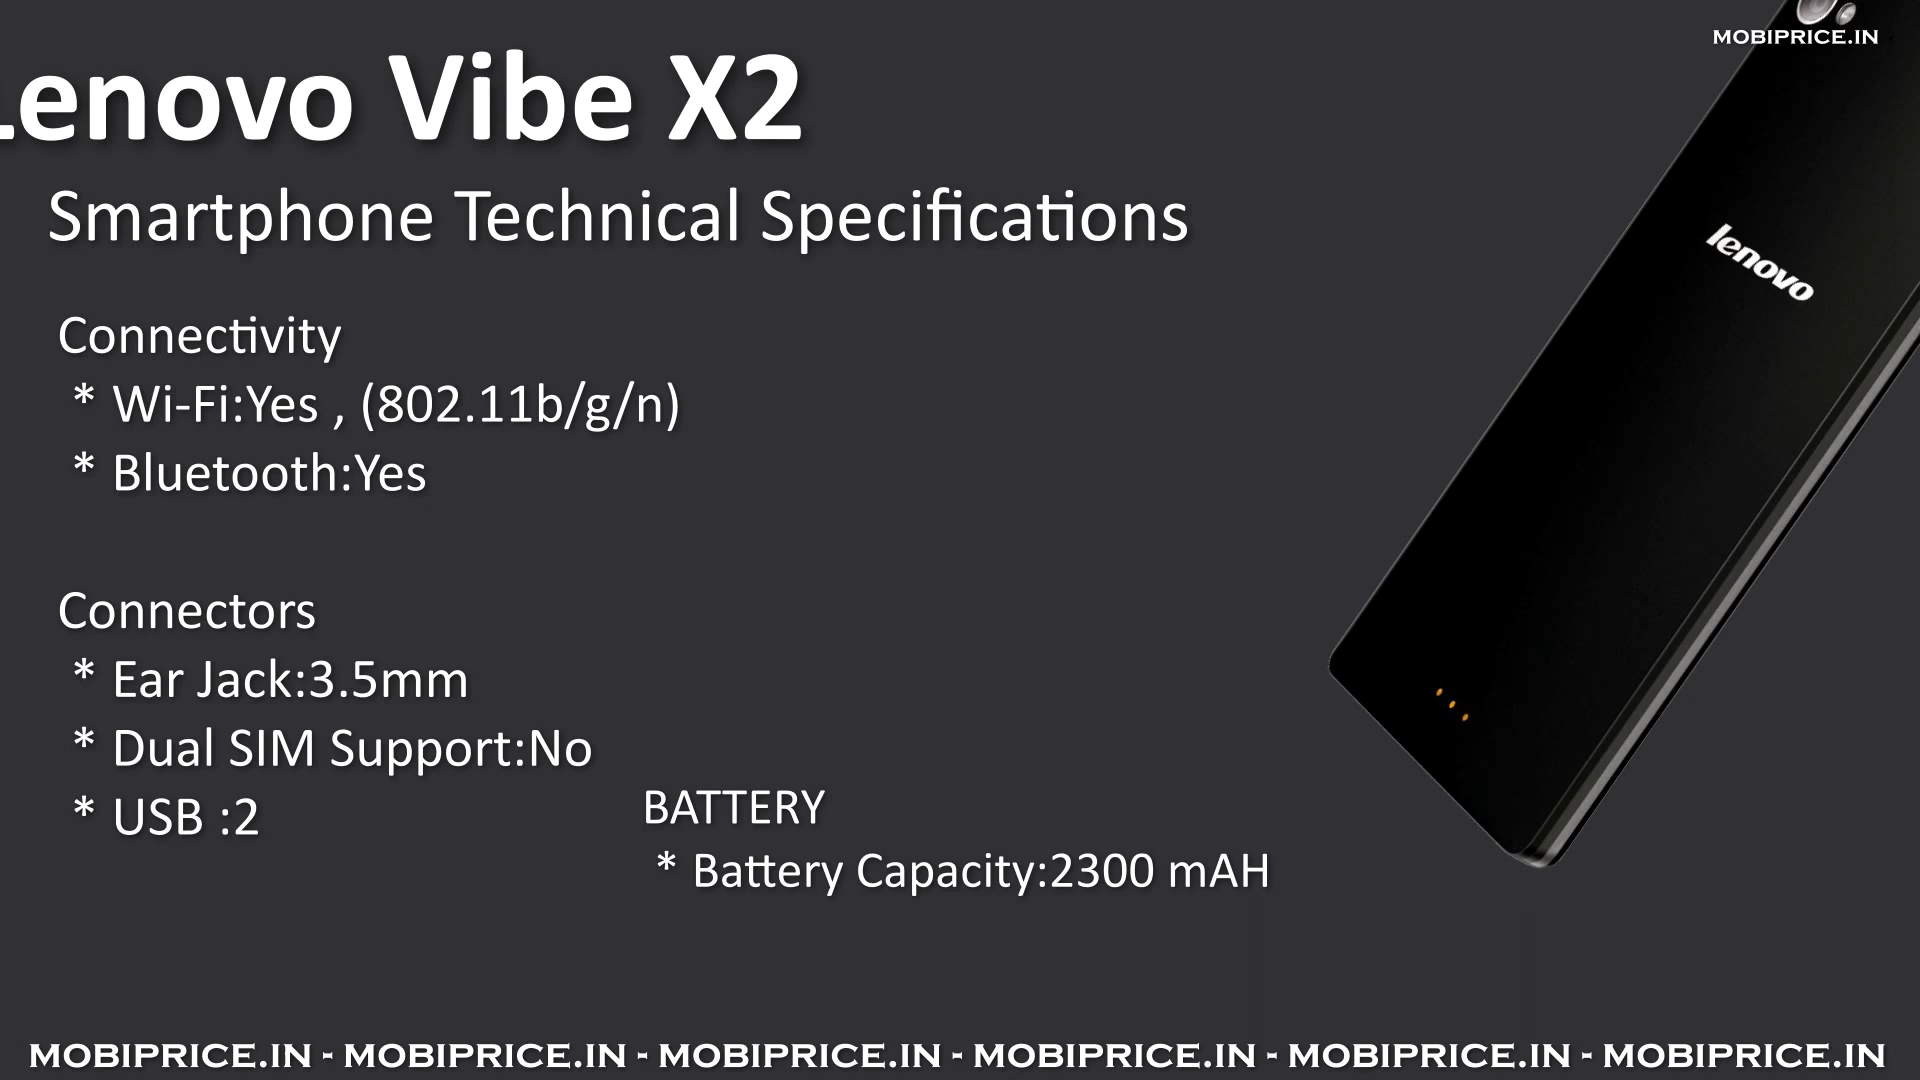 MOBIPRICE.IN
Lenovo Vibe X2
Smartphone Technical Specifications
lenovo
Connectivity
* Wi-Fi:Yes , (802.11b/g/n)
* Bluetooth:Yes
Connectors
* Ear Jack:3.5mm
* Dual SIM Support:No
* USB :2
BATTERY
* Battery Capacity:2300 mAH
MOBIPRICE.IN - MOBIPRICE.IN - MOBIPRICE.IN - MOBIPRICE.IN - MOBIPRICE.IN - MOBIPRICE.IN